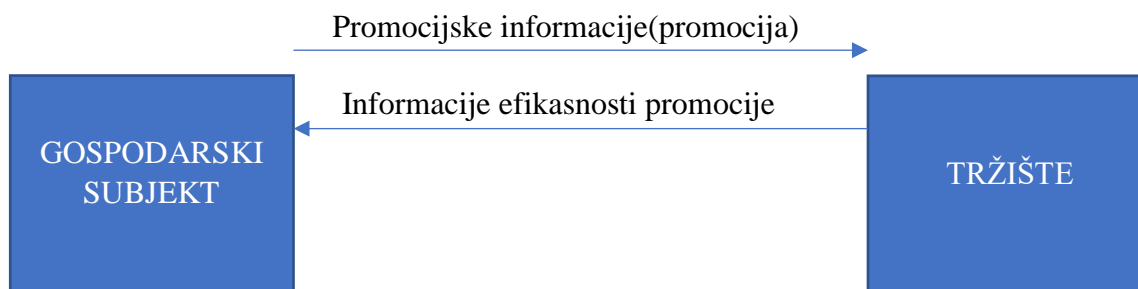 Promocijske informacije(promocija)
Informacije efikasnosti promocije
GOSPODARSKI
SUBJEKT
TRŽIŠTE